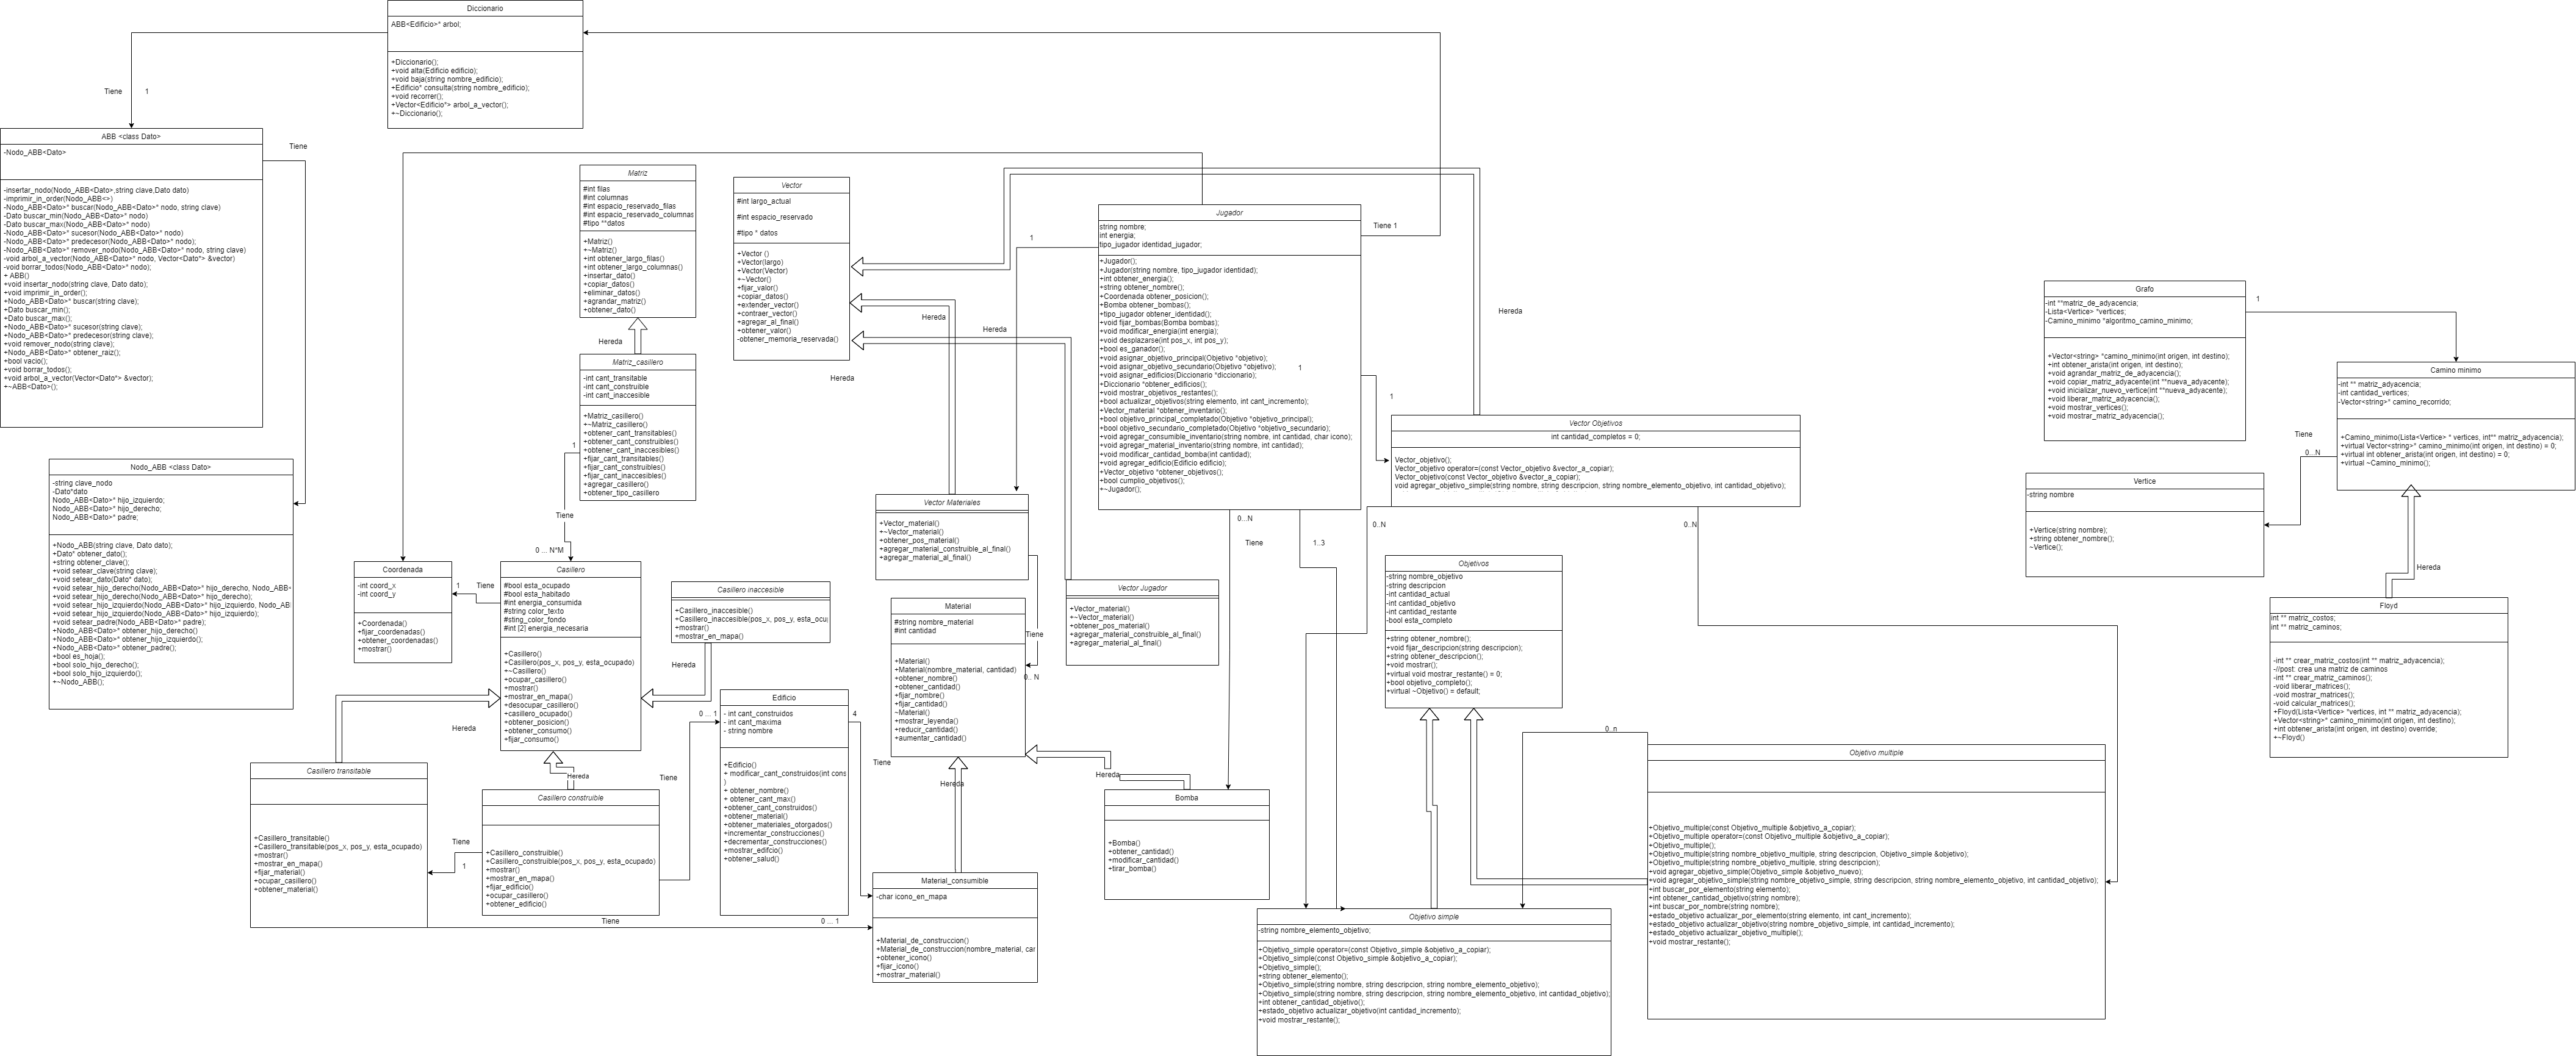 Diccionario
ABB<Edificio>* arbol;
+Diccionario();
+void alta(Edificio edificio);
+void baja(string nombre_edificio);
+Edificio* consulta(string nombre_edificio);
+void recorrer();
+Vector<Edificio*> arbol_a_vector();
+~Diccionario();
Tiene
1
ABB <class Dato>
-Nodo_ABB<Dato>
-insertar_nodo(Nodo_ABB<Dato>,string clave,Dato dato)
-imprimir_in_order(Nodo_ABB<>)
-Nodo_ABB<Dato>* buscar(Nodo_ABB<Dato>* nodo, string clave)
-Dato buscar_min(Nodo_ABB<Dato>* nodo)
-Dato buscar_max(Nodo_ABB<Dato>* nodo)
-Nodo_ABB<Dato>* sucesor(Nodo_ABB<Dato>* nodo)
-Nodo_ABB<Dato>* predecesor(Nodo_ABB<Dato>* nodo);
-Nodo_ABB<Dato>* remover_nodo(Nodo_ABB<Dato>* nodo, string clave)
-void arbol_a_vector(Nodo_ABB<Dato>* nodo, Vector<Dato*> &vector)
-void borrar_todos(Nodo_ABB<Dato>* nodo);
+ ABB()
+void insertar_nodo(string clave, Dato dato);
+void imprimir_in_order();
+Nodo_ABB<Dato>* buscar(string clave);
+Dato buscar_min();
+Dato buscar_max();
+Nodo_ABB<Dato>* sucesor(string clave);
+Nodo_ABB<Dato>* predecesor(string clave);
+void remover_nodo(string clave);
+Nodo_ABB<Dato>* obtener_raiz();
+bool vacio();
+void borrar_todos();
+void arbol_a_vector(Vector<Dato*> &vector);
+~ABB<Dato>();
Tiene
Nodo_ABB <class Dato>
-string clave_nodo
-Dato*dato
Nodo_ABB<Dato>* hijo_izquierdo;
Nodo_ABB<Dato>* hijo_derecho;
Nodo_ABB<Dato>* padre;
+Nodo_ABB(string clave, Dato dato);
+Dato* obtener_dato();
+string obtener_clave();
+void setear_clave(string clave);
+void setear_dato(Dato* dato);
+void setear_hijo_derecho(Nodo_ABB<Dato>* hijo_derecho, Nodo_ABB<
+void setear_hijo_derecho(Nodo_ABB<Dato>* hijo_derecho);
+void setear_hijo_izquierdo(Nodo_ABB<Dato>* hijo_izquierdo, Nodo_AB
+void setear_hijo_izquierdo(Nodo_ABB<Dato>* hijo_izquierdo);
+void setear_padre(Nodo_ABB<Dato>* padre);
+Nodo_ABB<Dato>* obtener_hijo_derecho()
+Nodo_ABB<Dato>* obtener_hijo_izquierdo();
+Nodo_ABB<Dato>* obtener_padre();
+bool es_hoja();
+bool solo_hijo_derecho();
+bool solo_hijo_izquierdo();
+~Nodo_ABB();
Matriz
#int filas
#int columnas
#int espacio_reservado_filas
#int espacio_reservado_columnas
#tipo **datos
+Matriz()
+~Matriz()
+int obtener_largo_filas()
+int obtener_largo_columnas()
+insertar_dato()
+copiar_datos()
+eliminar_datos()
+agrandar_matriz()
+obtener_dato()
Hereda
Matriz_casillero
-int cant_transitable
-int cant_construible
-int cant_inaccesible
+Matriz_casillero()
+~Matriz_casillero()
+obtener_cant_transitables()
+obtener_cant_construibles()
+obtener_cant_inaccesibles()
+fijar_cant_transitables()
+fijar_cant_construibles()
+fijar_cant_inaccesibles()
+agregar_casillero()
+obtener_tipo_casillero
1
Tiene
0 ... N*M
Vector
#int largo_actual
#int espacio_reservado
#tipo * datos
+Vector ()
+Vector(largo)
+Vector(Vector)
+~Vector()
+fijar_valor()
+copiar_datos()
+extender_vector()
+contraer_vector()
+agregar_al_final()
+obtener_valor()
-obtener_memoria_reservada()
Hereda
Hereda
Hereda
Hereda
Jugador
string nombre;
int energia;
tipo_jugador identidad_jugador;
+Jugador();
+Jugador(string nombre, tipo_jugador identidad);
+int obtener_energia();
+string obtener_nombre();
+Coordenada obtener_posicion();
+Bomba obtener_bombas();
+tipo_jugador obtener_identidad();
+void fijar_bombas(Bomba bombas);
+void modificar_energia(int energia);
+void desplazarse(int pos_x, int pos_y);
+bool es_ganador();
+void asignar_objetivo_principal(Objetivo *objetivo);
+void asignar_objetivo_secundario(Objetivo *objetivo);
+void asignar_edificios(Diccionario *diccionario);
+Diccionario *obtener_edificios();
+void mostrar_objetivos_restantes();
+bool actualizar_objetivos(string elemento, int cant_incremento);
+Vector_material *obtener_inventario();
+bool objetivo_principal_completado(Objetivo *objetivo_principal);
+bool objetivo_secundario_completado(Objetivo *objetivo_secundario);
+void agregar_consumible_inventario(string nombre, int cantidad, char icono);
+void agregar_material_inventario(string nombre, int cantidad);
+void modificar_cantidad_bomba(int cantidad);
+void agregar_edificio(Edificio edificio);
+Vector_objetivo *obtener_objetivos();
+bool cumplio_objetivos();
+~Jugador();
1
1
Tiene 1
1
Vector Objetivos
int cantidad_completos = 0;
Vector_objetivo();
Vector_objetivo operator=(const Vector_objetivo &vector_a_copiar);
Vector_objetivo(const Vector_objetivo &vector_a_copiar);
void agregar_objetivo_simple(string nombre, string descripcion, string nombre_elemento_objetivo, int cantidad_objetivo);
0...N
Tiene
1..3
0..N
0..N
Vector Materiales
+Vector_material()
+~Vector_material()
+obtener_pos_material()
+agregar_material_construible_al_final()
+agregar_material_al_final()
Tiene
0.. N
Vector Jugador
+Vector_material()
+~Vector_material()
+obtener_pos_material()
+agregar_material_construible_al_final()
+agregar_material_al_final()
Coordenada
-int coord_x
-int coord_y
+Coordenada()
+fijar_coordenadas()
+obtener_coordenadas()
+mostrar()
1
Tiene
Casillero
#bool esta_ocupado
#bool esta_habitado
#int energia_consumida
#string color_texto
#sting_color_fondo
#int [2] energia_necesaria
+Casillero()
+Casillero(pos_x, pos_y, esta_ocupado)
+~Casillero()
+ocupar_casillero()
+mostrar()
+mostrar_en_mapa()
+desocupar_casillero()
+casillero_ocupado()
+obtener_posicion()
+obtener_consumo()
+fijar_consumo()
Casillero inaccesible
+Casillero_inaccesible()
+Casillero_inaccesible(pos_x, pos_y, esta_ocu
+mostrar()
+mostrar_en_mapa()
Hereda
Hereda
Hereda
Casillero transitable
+Casillero_transitable()
+Casillero_transitable(pos_x, pos_y, esta_ocupado)
+mostrar()
+mostrar_en_mapa()
+fijar_material()
+ocupar_casillero()
+obtener_material()
Tiene
1
Casillero construible
+Casillero_construible()
+Casillero_construible(pos_x, pos_y, esta_ocupado)
+mostrar()
+mostrar_en_mapa()
+fijar_edificio()
+ocupar_casillero()
+obtener_edificio()
Tiene
0 ... 1
Edificio
- int cant_construidos
- int cant_maxima
- string nombre
+Edificio()
+ modificar_cant_construidos(int cons
)
+ obtener_nombre()
+ obtener_cant_max()
+obtener_cant_construidos()
+obtener_material()
+obtener_materiales_otorgados()
+incrementar_construcciones()
+decrementar_construcciones()
+mostrar_edifcio()
+obtener_salud()
4
Tiene
Tiene
0 ... 1
Material
#string nombre_material
#int cantidad
+Material()
+Material(nombre_material, cantidad)
+obtener_nombre()
+obtener_cantidad()
+fijar_nombre()
+fijar_cantidad()
~Material()
+mostrar_leyenda()
+reducir_cantidad()
+aumentar_cantidad()
Hereda
Hereda
Material_consumible
-char icono_en_mapa
+Material_de_construccion()
+Material_de_construccion(nombre_material, can
+obtener_icono()
+fijar_icono()
+mostrar_material()
Bomba
+Bomba()
+obtener_cantidad()
+modificar_cantidad()
+tirar_bomba()
Objetivos
-string nombre_objetivo
-string descripcion
-int cantidad_actual
-int cantidad_objetivo
-int cantidad_restante
-bool esta_completo
+string obtener_nombre();
+void fijar_descripcion(string descripcion);
+string obtener_descripcion();
+void mostrar();
+virtual void mostrar_restante() = 0;
+bool objetivo_completo();
+virtual ~Objetivo() = default;
0..n
Objetivo multiple
+Objetivo_multiple(const Objetivo_multiple &objetivo_a_copiar);
+Objetivo_multiple operator=(const Objetivo_multiple &objetivo_a_copiar);
+Objetivo_multiple();
+Objetivo_multiple(string nombre_objetivo_multiple, string descripcion, Objetivo_simple &objetivo);
+Objetivo_multiple(string nombre_objetivo_multiple, string descripcion);
+void agregar_objetivo_simple(Objetivo_simple &objetivo_nuevo);
+void agregar_objetivo_simple(string nombre_objetivo_simple, string descripcion, string nombre_elemento_objetivo, int cantidad_objetivo);
+int buscar_por_elemento(string elemento);
+int obtener_cantidad_objetivo(string nombre);
+int buscar_por_nombre(string nombre);
+estado_objetivo actualizar_por_elemento(string elemento, int cant_incremento);
+estado_objetivo actualizar_objetivo(string nombre_objetivo_simple, int cantidad_incremento);
+estado_objetivo actualizar_objetivo_multiple();
+void mostrar_restante();
Objetivo simple
-string nombre_elemento_objetivo;
+Objetivo_simple operator=(const Objetivo_simple &objetivo_a_copiar);
+Objetivo_simple(const Objetivo_simple &objetivo_a_copiar);
+Objetivo_simple();
+string obtener_elemento();
+Objetivo_simple(string nombre, string descripcion, string nombre_elemento_objetivo);
+Objetivo_simple(string nombre, string descripcion, string nombre_elemento_objetivo, int cantidad_objetivo);
+int obtener_cantidad_objetivo();
+estado_objetivo actualizar_objetivo(int cantidad_incremento);
+void mostrar_restante();
Grafo
-int **matriz_de_adyacencia;
-Lista<Vertice> *vertices;
-Camino_minimo *algoritmo_camino_minimo;
+Vector<string> *camino_minimo(int origen, int destino);
+int obtener_arista(int origen, int destino);
+void agrandar_matriz_de_adyacencia();
+void copiar_matriz_adyacente(int **nueva_adyacente);
+void inicializar_nuevo_vertice(int **nueva_adyacente);
+void liberar_matriz_adyacencia();
+void mostrar_vertices();
+void mostrar_matriz_adyacencia();
1
Camino minimo
-int ** matriz_adyacencia;
-int cantidad_vertices;
-Vector<string>* camino_recorrido;
+Camino_minimo(Lista<Vertice> * vertices, int** matriz_adyacencia);
+virtual Vector<string>* camino_minimo(int origen, int destino) = 0;
+virtual int obtener_arista(int origen, int destino) = 0;
+virtual ~Camino_minimo();
Tiene
0...N
Vertice
-string nombre
+Vertice(string nombre);
+string obtener_nombre();
~Vertice();
Hereda
Floyd
int ** matriz_costos;
int ** matriz_caminos;
-int ** crear_matriz_costos(int ** matriz_adyacencia);
-//post: crea una matriz de caminos
-int ** crear_matriz_caminos();
-void liberar_matrices();
-void mostrar_matrices();
-void calcular_matrices();
+Floyd(Lista<Vertice> *vertices, int ** matriz_adyacencia);
+Vector<string>* camino_minimo(int origen, int destino);
+int obtener_arista(int origen, int destino) override;
+~Floyd()